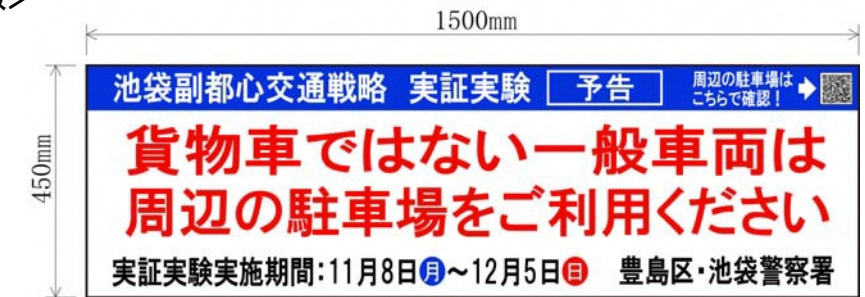 1500mm
450mm
池袋副都心交通戦略 実証実験 予告
周辺の駐車場は
こちらで確認！
貨物車ではない一般車両は
周辺の駐車場をご利用ください
実証実験実施期間：11月8日月～12月5日日 豊島区・池袋警察署